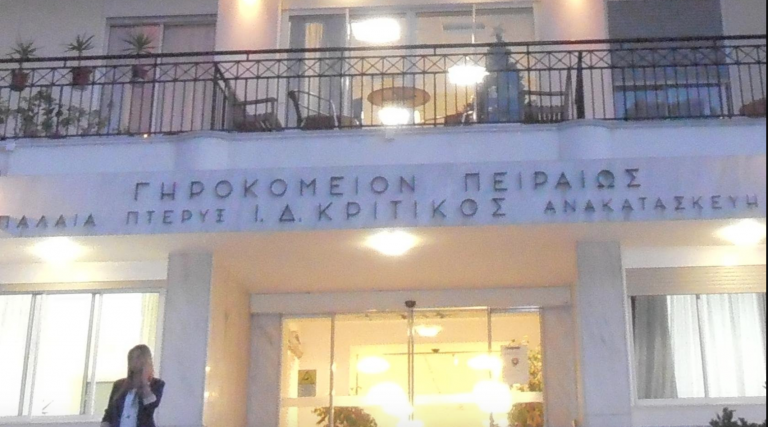 ΓΗΡΟΚΟΜΕΙΟΝ ΠΕΙΡΑΙΩΣ
ΠΑΛΑΙΑ ΠΤΕΡΥΞ Ι. Δ. ΚΡΙΤΙΚΟΣ ΑΝΑΚΑΤΑΣΚΕΥΗ